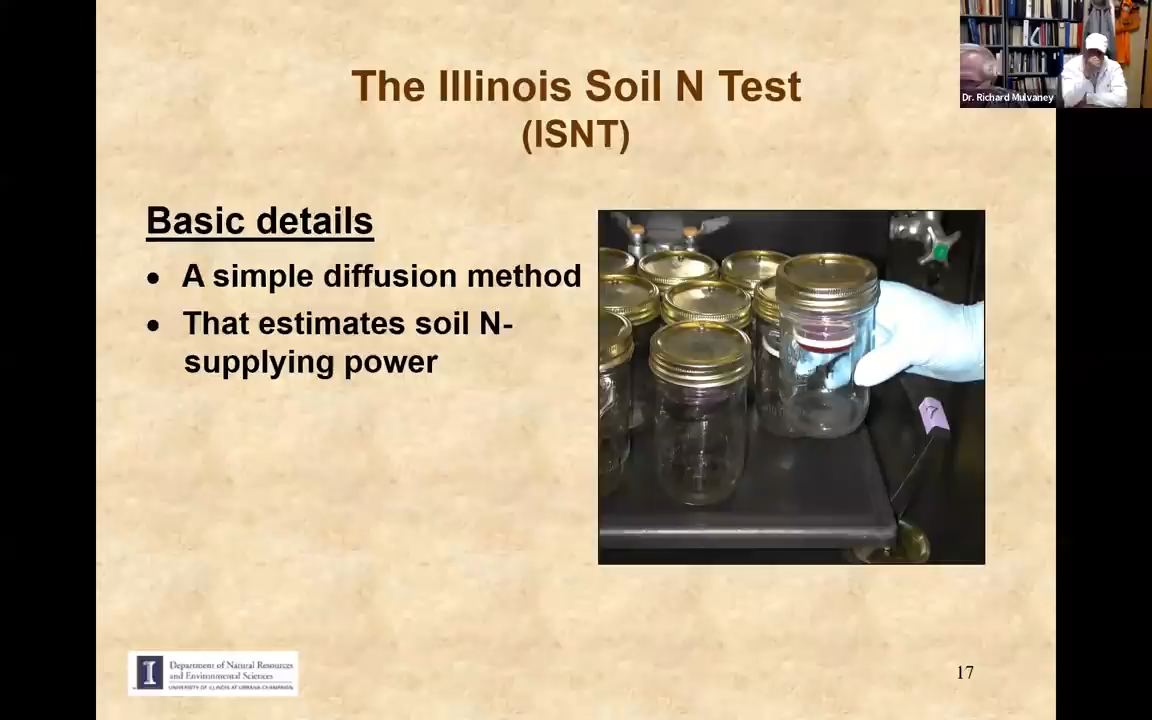 The Illinois Soil N Test
(ISNT)
Dr. Richard Mulvaney
Basic details
• A simple diffusion method
• That estimates soil N-
supplying power
7
I
Department of Natural Resources
and Environmental Sciences
UNIVERSITY OF ILLINOIS AT URBANA-CHAMPAIGN
17